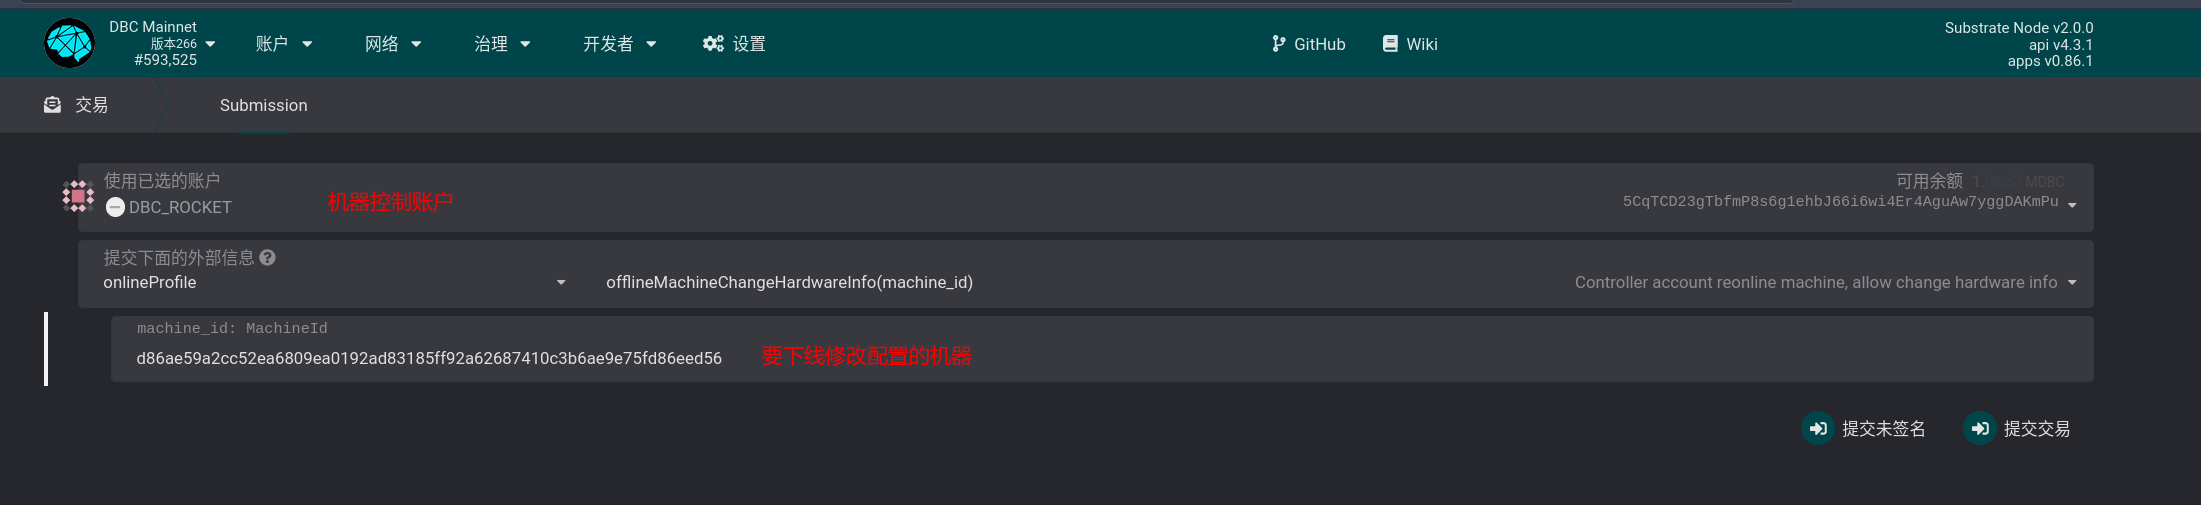 DBC Mainnet
版本266
#593,525
账户
网络
治理
开发者
设置
GitHub
Wiki
Substrate Node v2.0.0
api v4.3.1
apps v0.86.1
交易
Submission
使用已选的账户
DBC_ROCKET
机器控制账户
可用余额 MDBC
5CqTCD23gTbfmP8s6g1ehbJ66i6wi4Er4AguAw7yggDAKmPu
提交下面的外部信息
onlineProfile
offlineMachineChangeHardwareInfo(machine_id)
Controller account reonline machine, allow change hardware info
machine_id: MachineId
d86ae59a2cc52ea6809ea0192ad83185ff92a62687410c3b6ae9e75fd86eed56
要下线修改配置的机器
提交未签名
提交交易